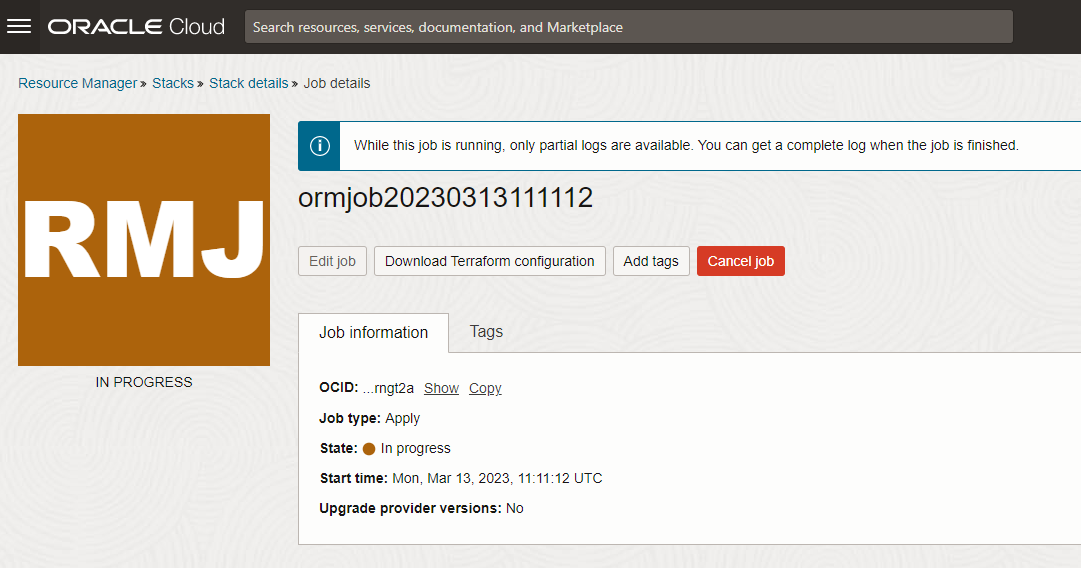 ORACLE Cloud
Search resources, services, documentation, and Marketplace
Resource Manager » Stacks » Stack details » Job details
RMJ
IN PROGRESS
i
While this job is running, only partial logs are available. You can get a complete log when the job is finished.
ormjob20230313111112
Edit job
Download Terraform configuration
Add tags
Cancel job
Job information
Tags
OCID: ...rngt2a Show Copy
Job type: Apply
State: In progress
Start time: Mon, Mar 13, 2023, 11:11:12 UTC
Upgrade provider versions: No